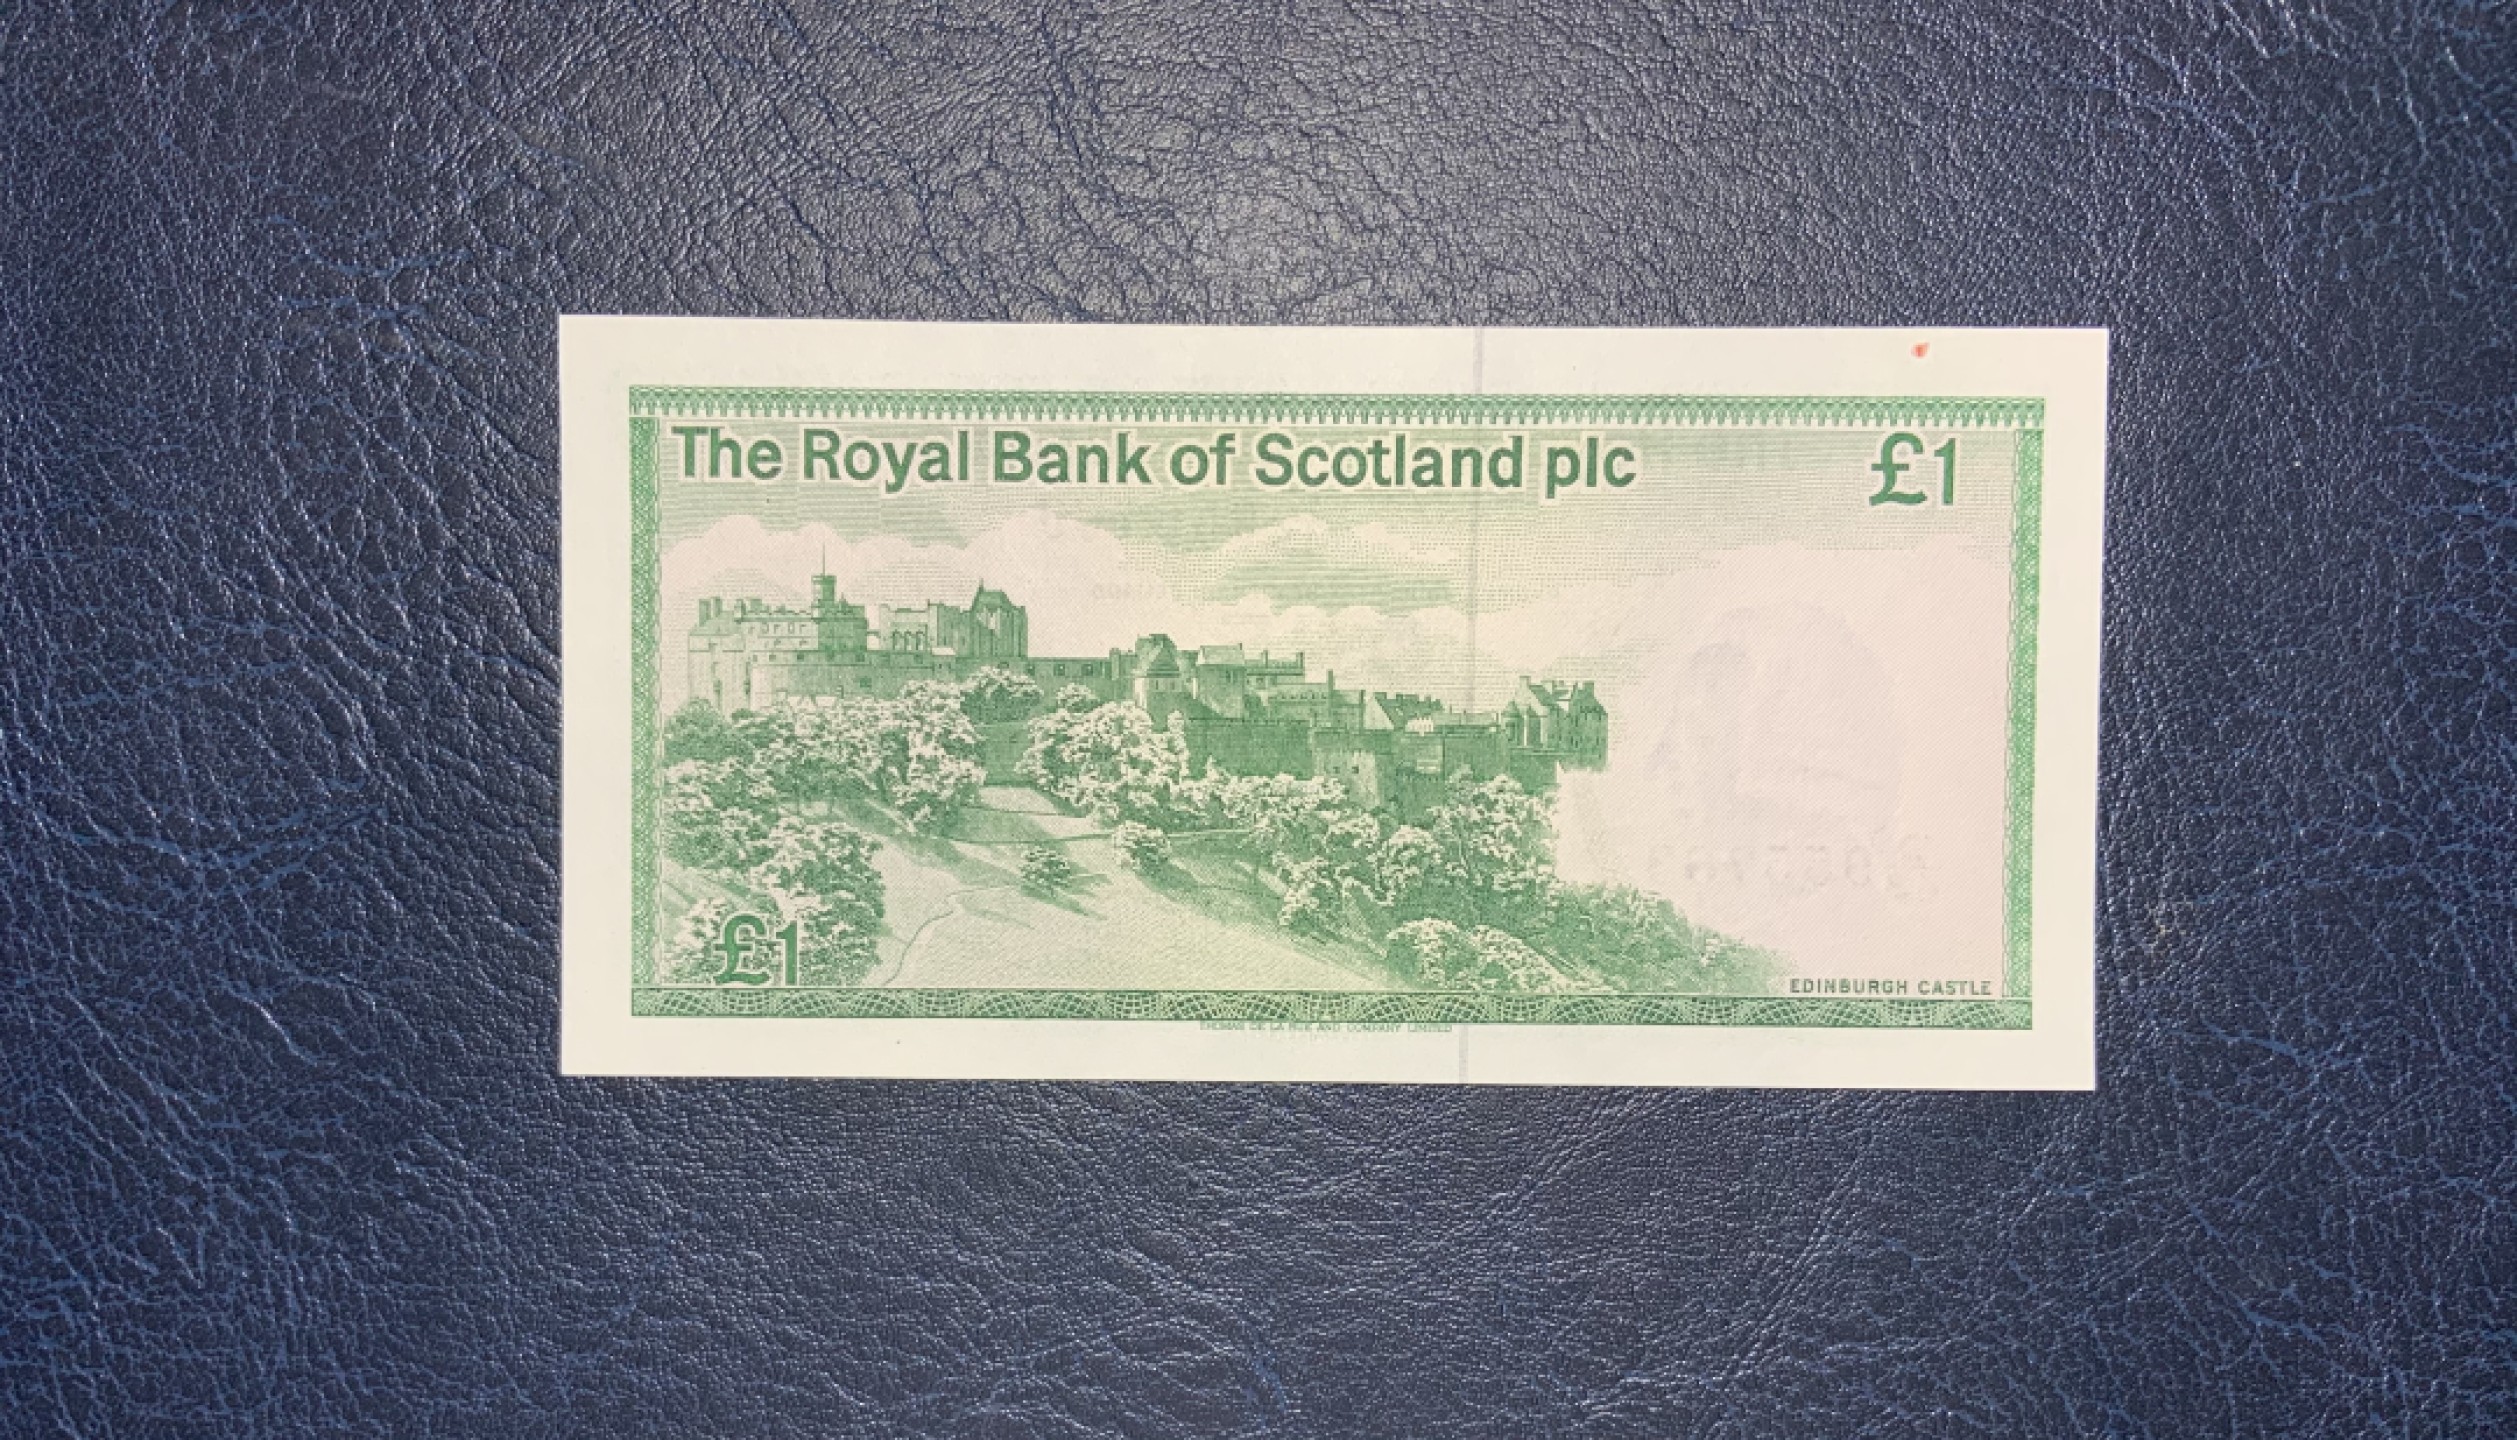 The Royal Bank of Scotland plc £1
£1
EDINBURGH CASTLE
THOMAS DE LA RUE AND COMPANY LIMITED